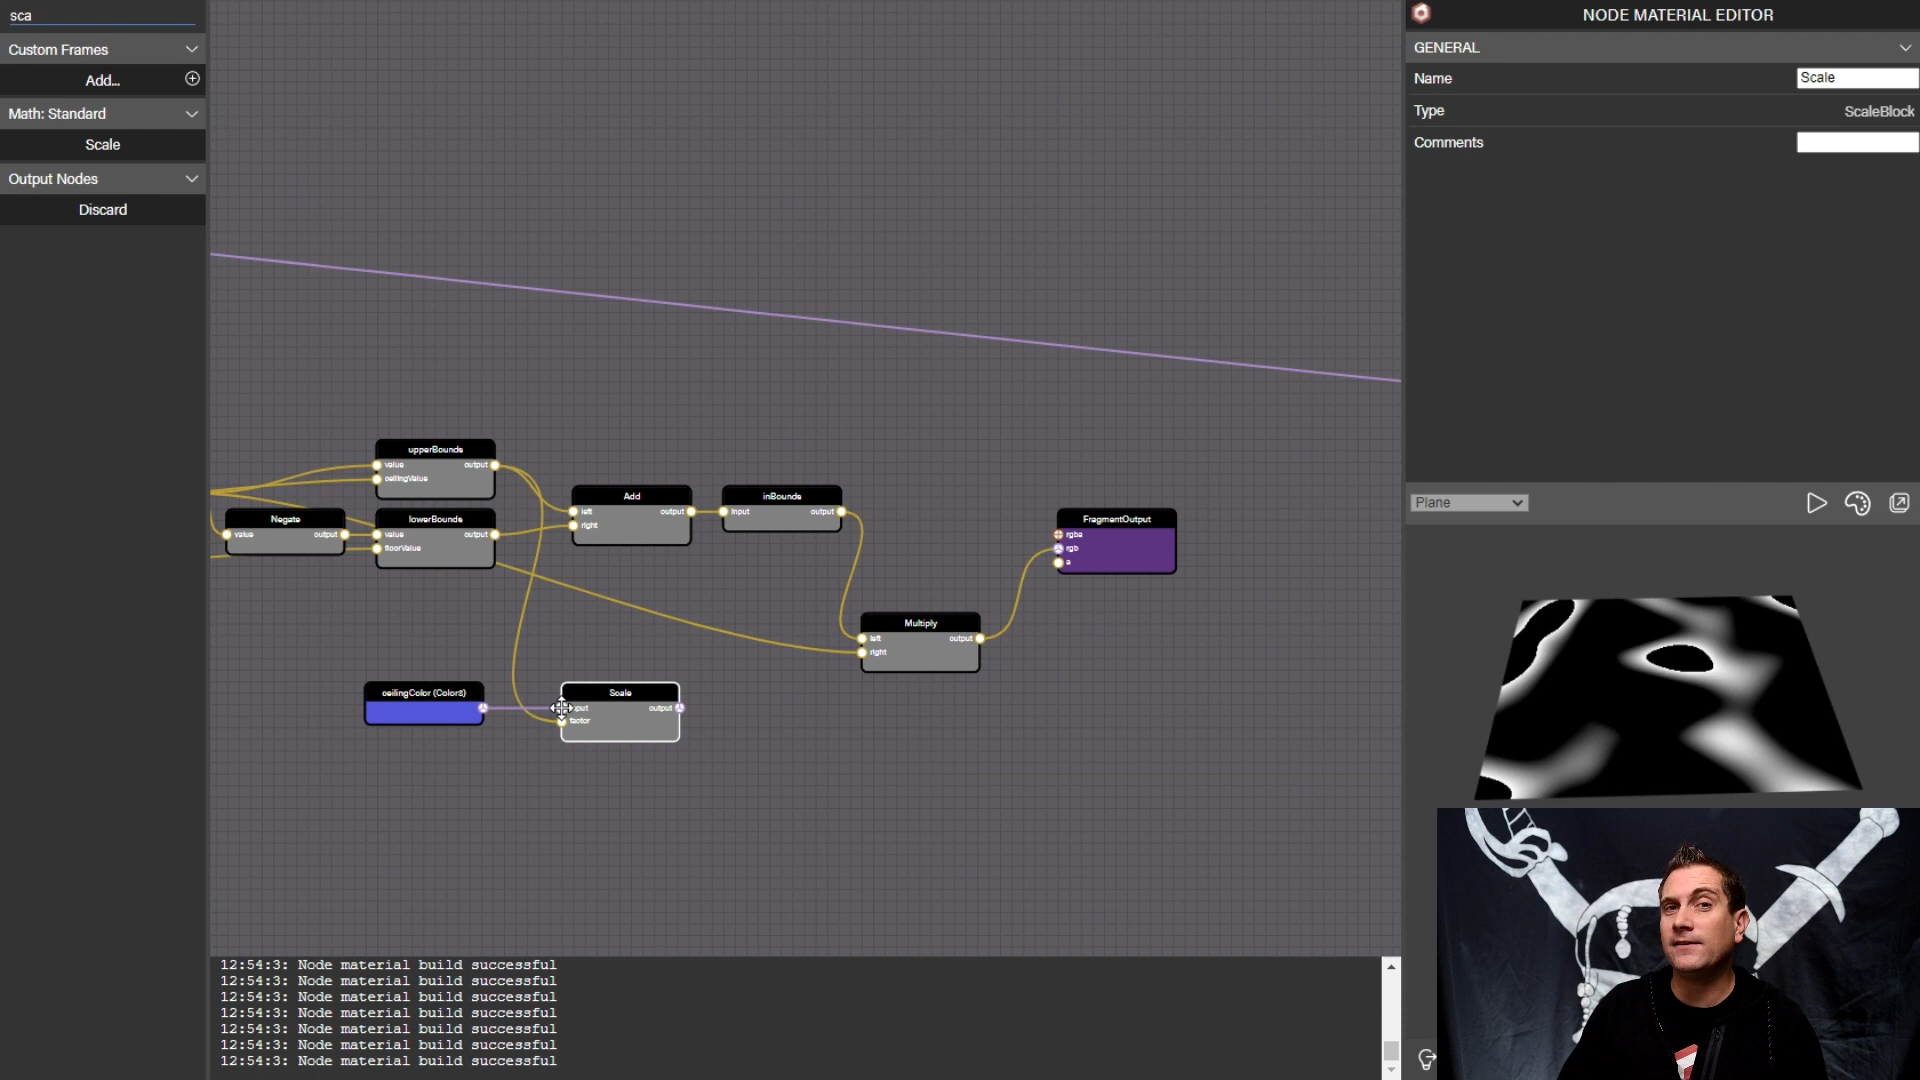 sca
Custom Frames
Add...
Math: Standard
Scale
Output Nodes
Discard
upperBounds
value output
ceilingValue
Negate
value output
lowerBounds
value output
floorValue
Add
left output
right
inBounds
input output
FragmentOutput
rgba
rgb
a
Multiply
left output
right
ceilingColor (Color3)
Scale
put output
factor
12:54:3: Node material build successful
12:54:3: Node material build successful
12:54:3: Node material build successful
12:54:3: Node material build successful
12:54:3: Node material build successful
12:54:3: Node material build successful
12:54:3: Node material build successful
NODE MATERIAL EDITOR
GENERAL
Name Scale
Type ScaleBlock
Comments
Plane